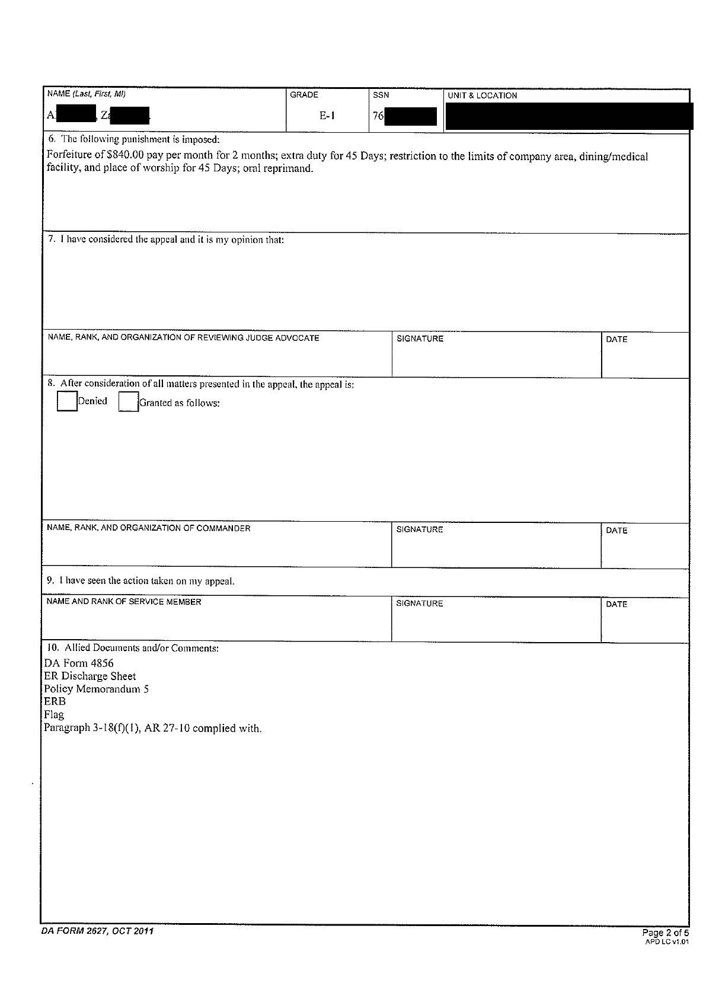 NAME (Last, First, MI)
GRADE
SSN
UNIT & LOCATION
A
, Za
E-1
76
6. The following punishment is imposed:
Forfeiture of $840.00 pay per month for 2 months; extra duty for 45 Days; restriction to the limits of company area, dining/medical
facility, and place of worship for 45 Days; oral reprimand.
7. I have considered the appeal and it is my opinion that:
NAME, RANK, AND ORGANIZATION OF REVIEWING JUDGE ADVOCATE
SIGNATURE
DATE
8. After consideration of all matters presented in the appeal, the appeal is:
Denied
Granted as follows:
NAME, RANK, AND ORGANIZATION OF COMMANDER
SIGNATURE
DATE
9. I have seen the action taken on my appeal.
NAME AND RANK OF SERVICE MEMBER
SIGNATURE
DATE
10. Allied Documents and/or Comments:
DA Form 4856
ER Discharge Sheet
Policy Memorandum 5
ERB
Flag
Paragraph 3-18(f)(1), AR 27-10 complied with.
DA FORM 2627, OCT 2011
Page 2 of 5
APD LC v1.01